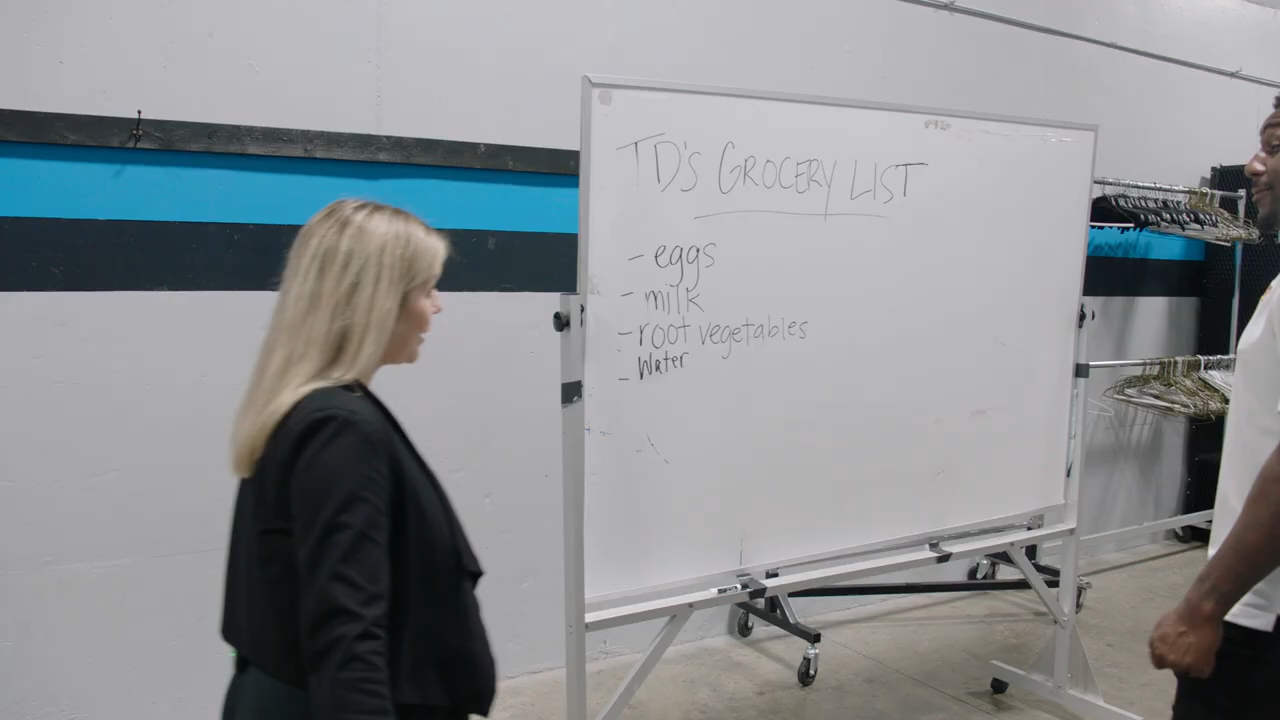 TD'S GROCERY LIST
- eggs
- milk
- root vegetables
- Water